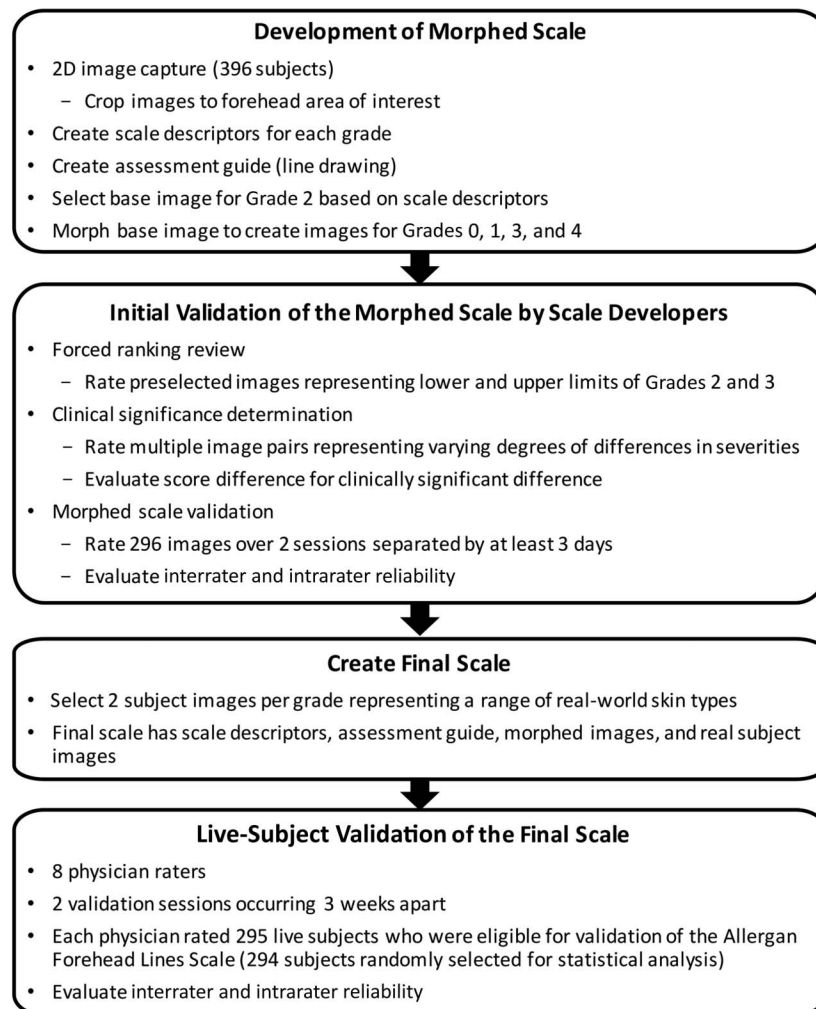 Development of Morphed Scale
• 2D image capture (396 subjects)
– Crop images to forehead area of interest
• Create scale descriptors for each grade
• Create assessment guide (line drawing)
• Select base image for Grade 2 based on scale descriptors
• Morph base image to create images for Grades 0, 1, 3, and 4
Initial Validation of the Morphed Scale by Scale Developers
• Forced ranking review
– Rate preselected images representing lower and upper limits of Grades 2 and 3
• Clinical significance determination
– Rate multiple image pairs representing varying degrees of differences in severities
– Evaluate score difference for clinically significant difference
• Morphed scale validation
– Rate 296 images over 2 sessions separated by at least 3 days
– Evaluate interrater and intrarater reliability
Create Final Scale
• Select 2 subject images per grade representing a range of real-world skin types
• Final scale has scale descriptors, assessment guide, morphed images, and real subject
images
Live-Subject Validation of the Final Scale
• 8 physician raters
• 2 validation sessions occurring 3 weeks apart
• Each physician rated 295 live subjects who were eligible for validation of the Allergan
Forehead Lines Scale (294 subjects randomly selected for statistical analysis)
• Evaluate interrater and intrarater reliability